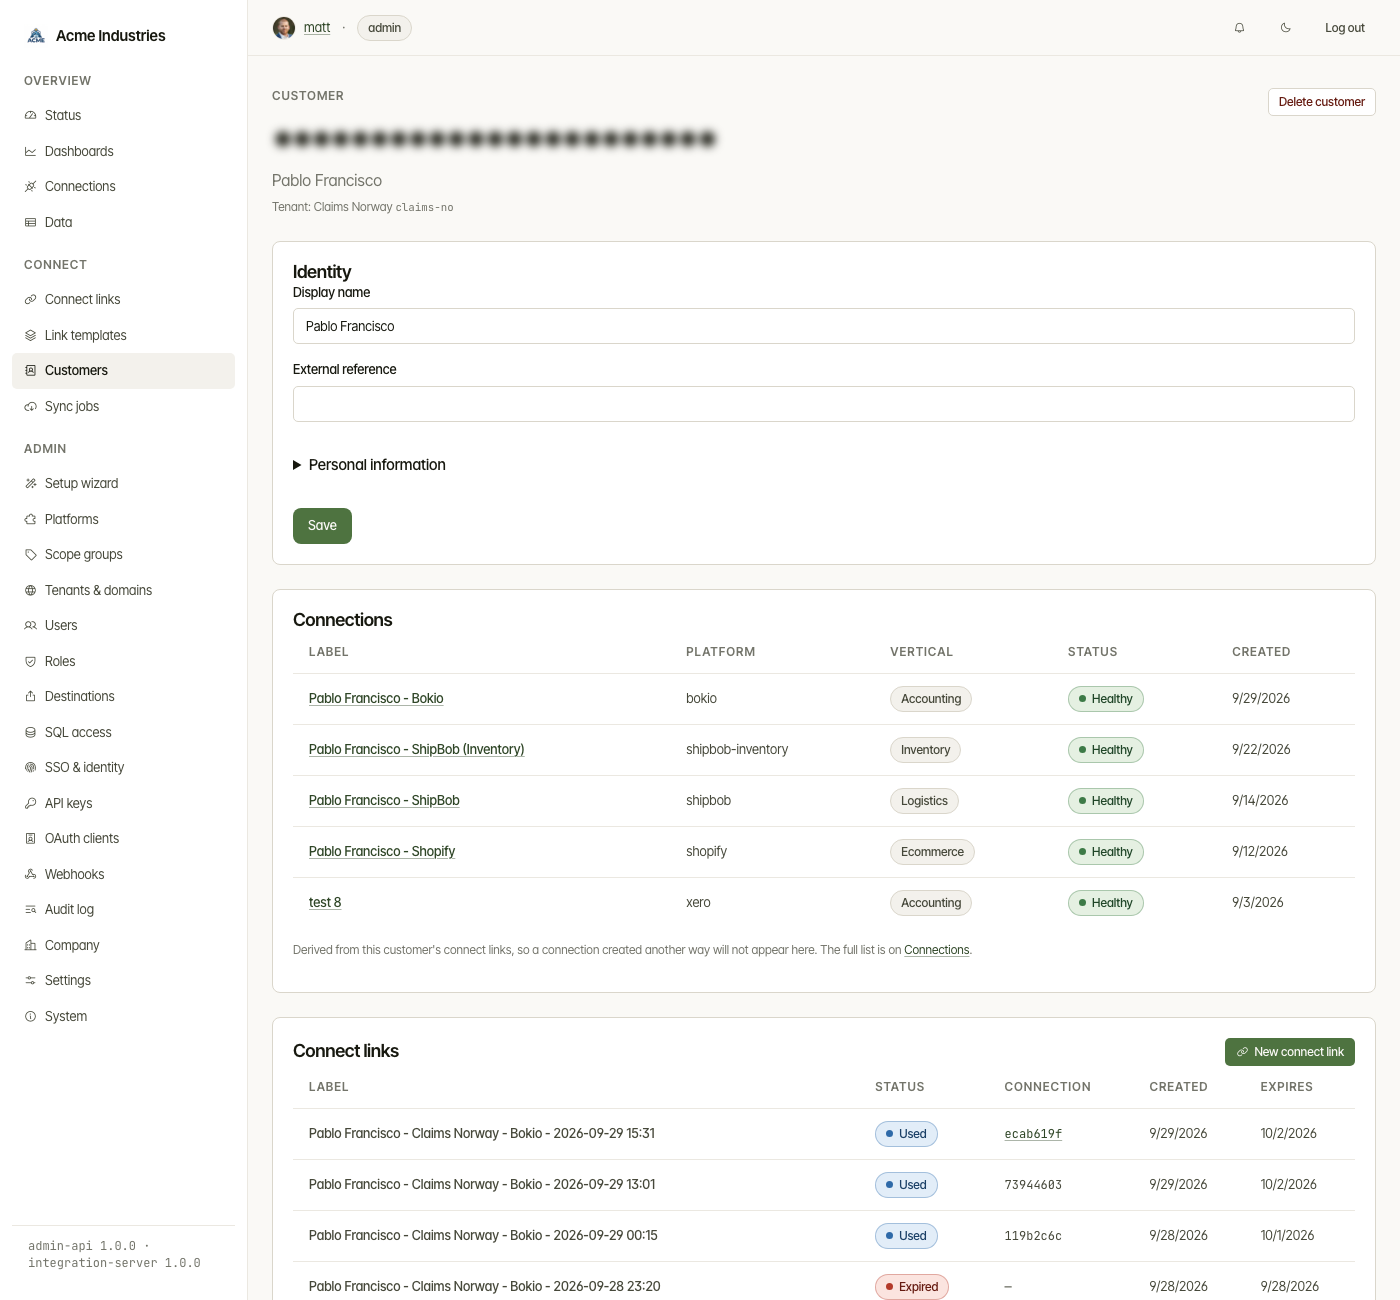 ACME
Acme Industries
OVERVIEW
Status
Dashboards
Connections
Data
CONNECT
Connect links
Link templates
Customers
Sync jobs
ADMIN
Setup wizard
Platforms
Scope groups
Tenants & domains
Users
Roles
Destinations
SQL access
SSO & identity
API keys
OAuth clients
Webhooks
Audit log
Company
Settings
System
admin-api 1.0.0 ·
integration-server 1.0.0
matt · admin
Log out
CUSTOMER
Delete customer
Pablo Francisco
Tenant: Claims Norway claims-no
Identity
Display name
Pablo Francisco
External reference
Personal information
Save
Connections
LABEL PLATFORM VERTICAL STATUS CREATED
Pablo Francisco - Bokio bokio Accounting Healthy 9/29/2026
Pablo Francisco - ShipBob (Inventory) shipbob-inventory Inventory Healthy 9/22/2026
Pablo Francisco - ShipBob shipbob Logistics Healthy 9/14/2026
Pablo Francisco - Shopify shopify Ecommerce Healthy 9/12/2026
test 8 xero Accounting Healthy 9/3/2026
Derived from this customer's connect links, so a connection created another way will not appear here. The full list is on Connections.
Connect links
New connect link
LABEL STATUS CONNECTION CREATED EXPIRES
Pablo Francisco - Claims Norway - Bokio - 2026-09-29 15:31 Used ecab619f 9/29/2026 10/2/2026
Pablo Francisco - Claims Norway - Bokio - 2026-09-29 13:01 Used 73944603 9/29/2026 10/2/2026
Pablo Francisco - Claims Norway - Bokio - 2026-09-29 00:15 Used 119b2c6c 9/28/2026 10/1/2026
Pablo Francisco - Claims Norway - Bokio - 2026-09-28 23:20 Expired — 9/28/2026 9/28/2026